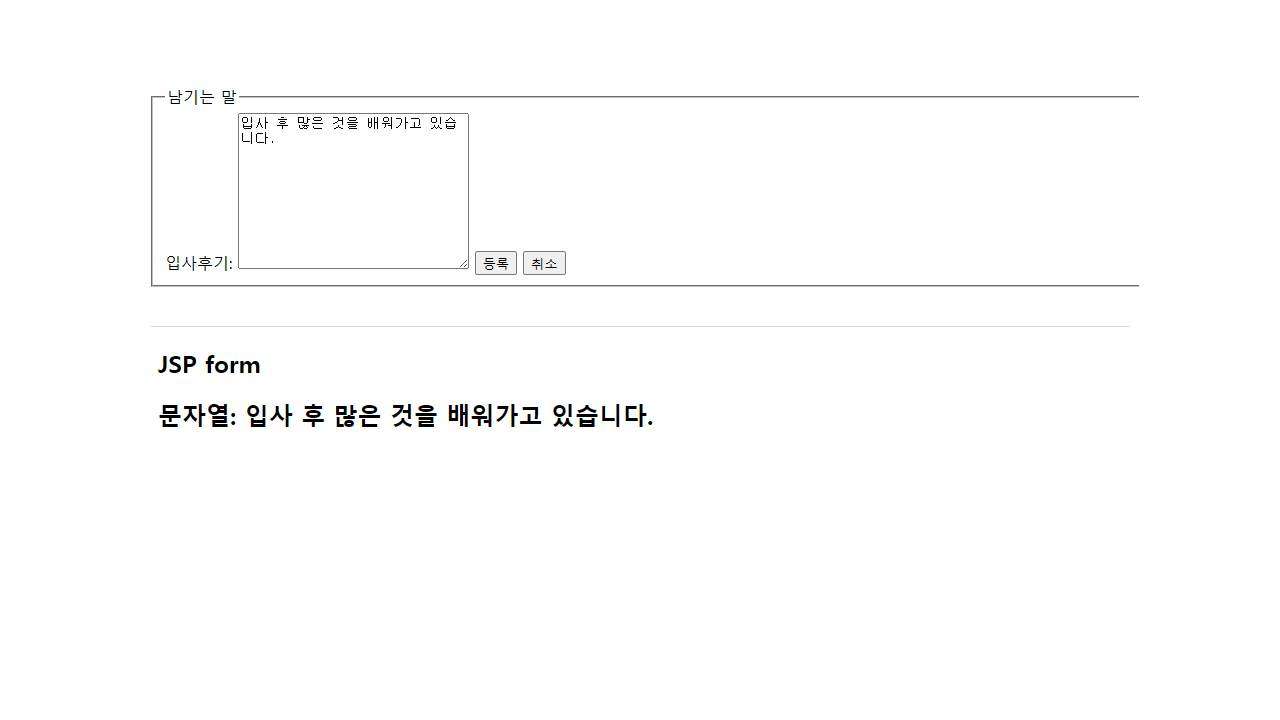 남기는 말
입사 후 많은 것을 배워가고 있습
니다.
입사후기: 등록 취소
JSP form
문자열: 입사 후 많은 것을 배워가고 있습니다.